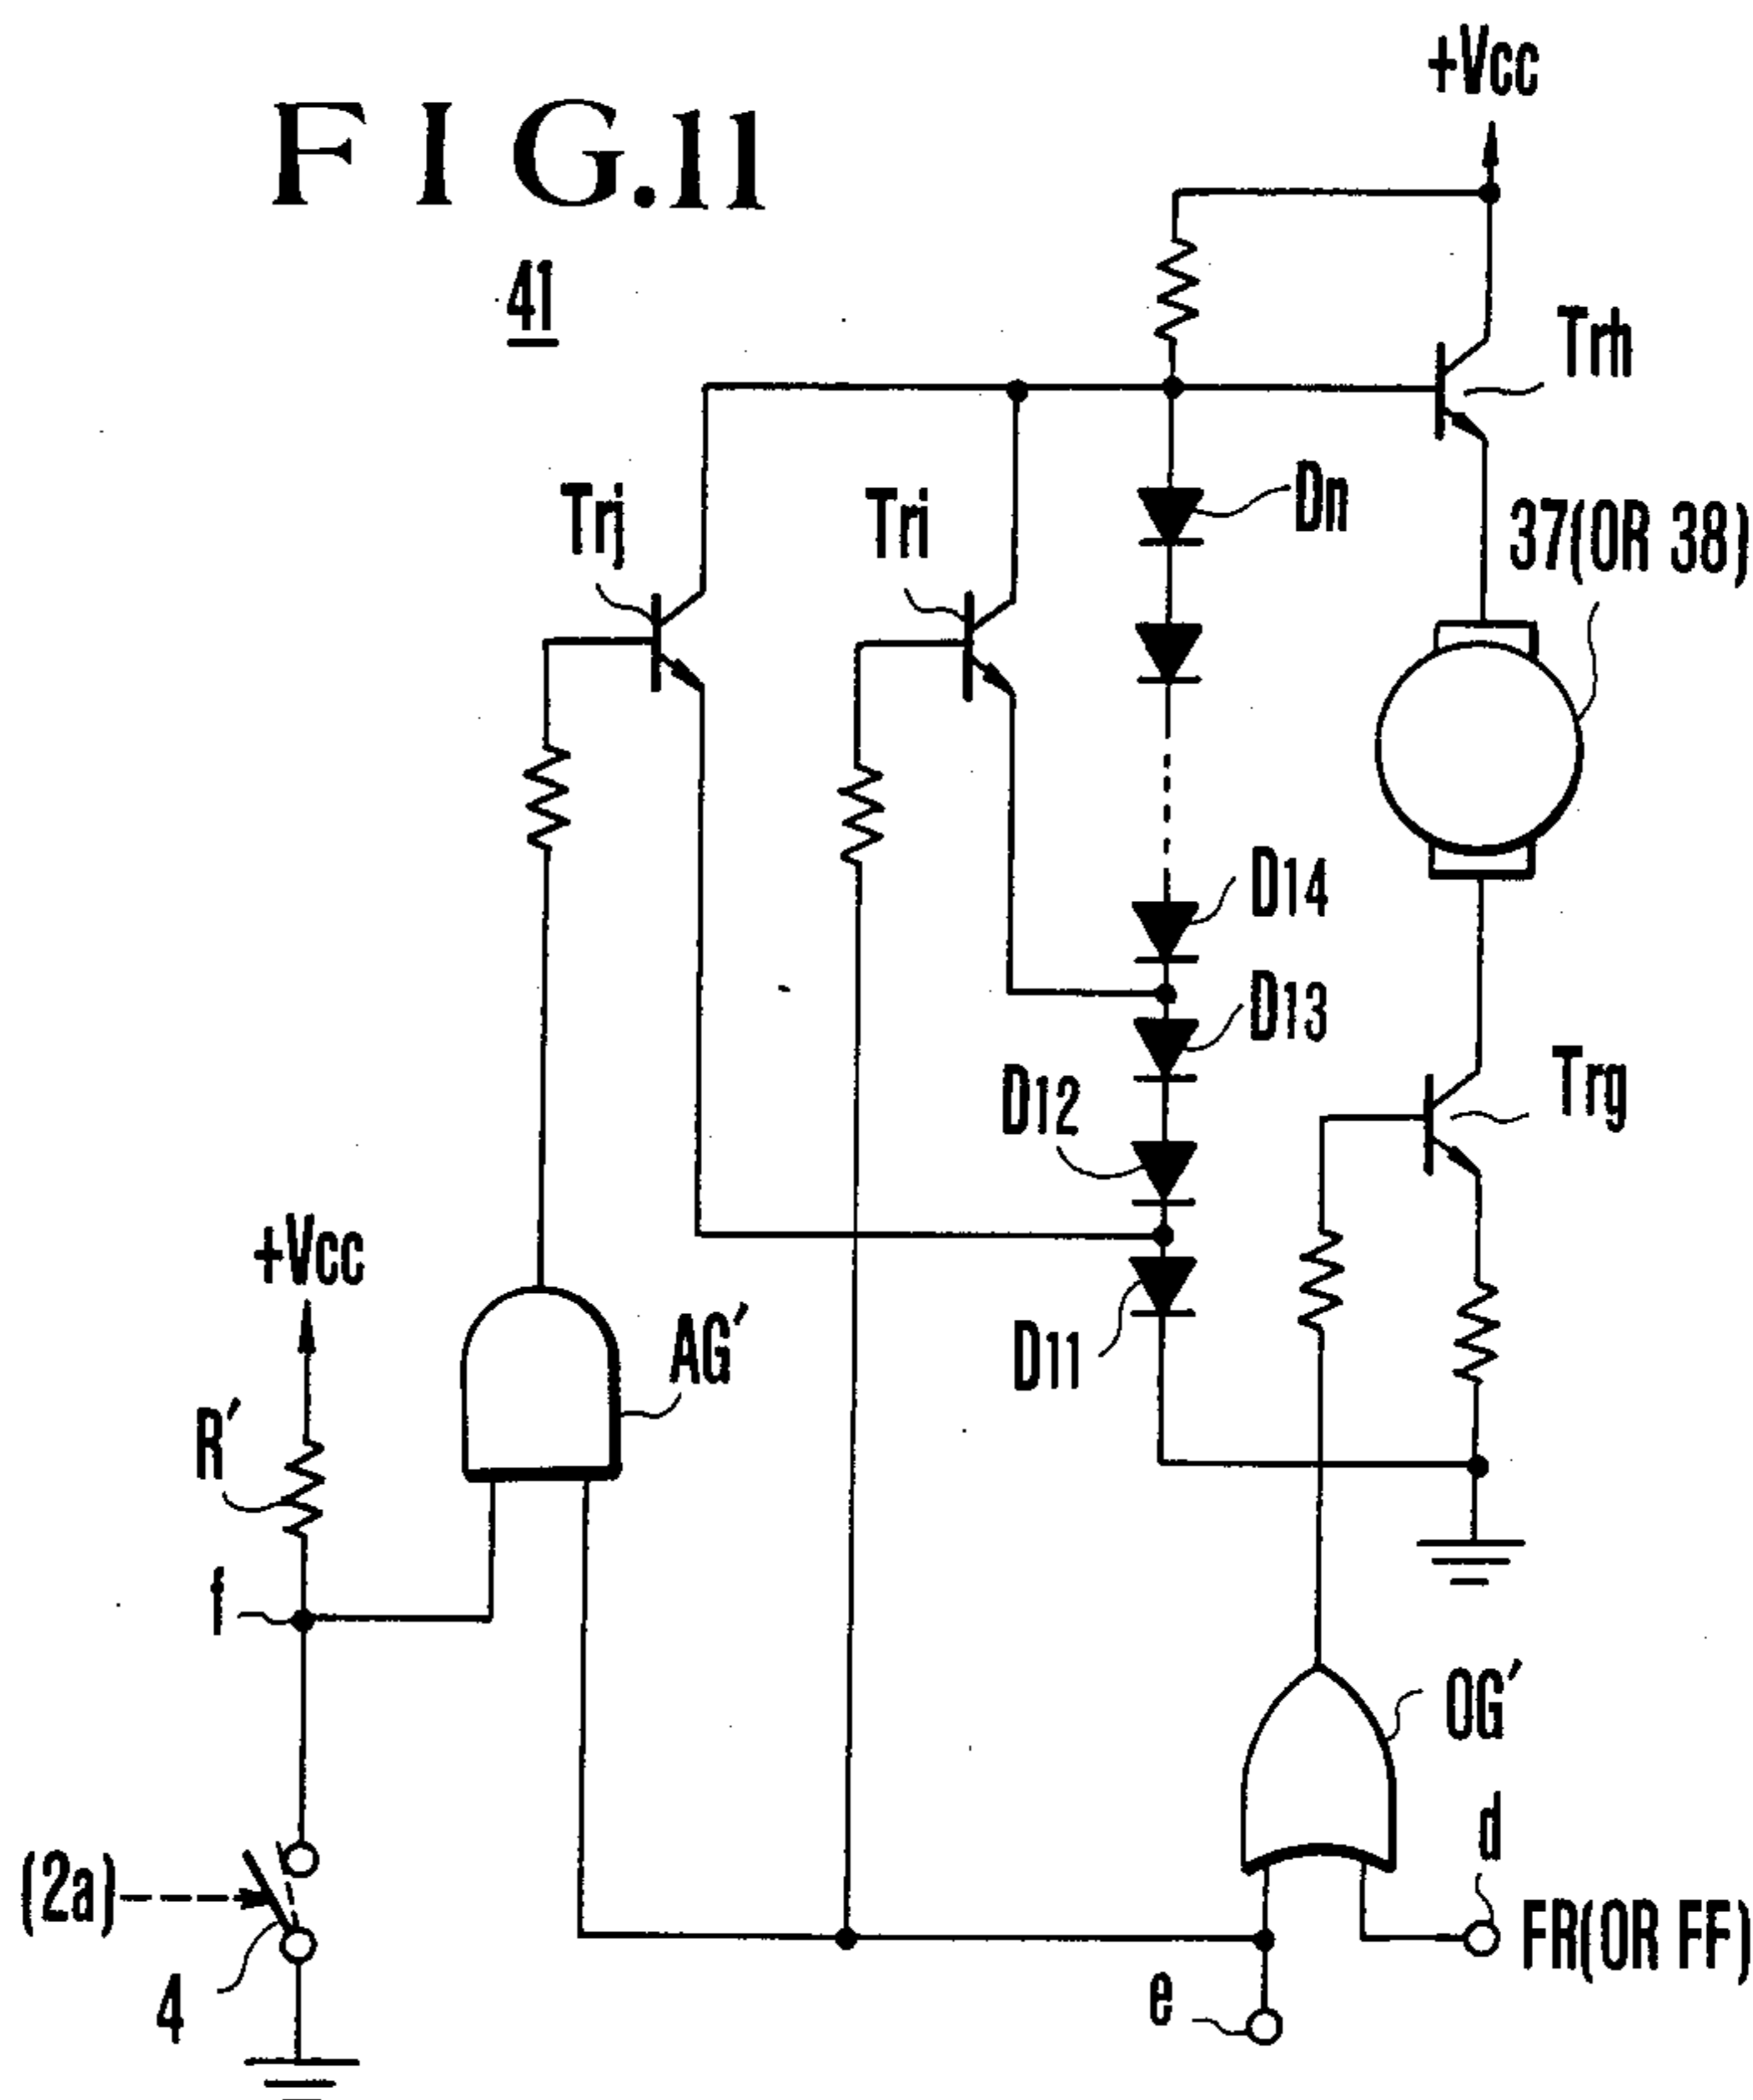 FIG.11
41
+Vcc
Trh
Trj
Tri
Dn
37(OR 38)
D14
D13
D12
Trg
+Vcc
D11
AG'
R'
OG'
d
(2a)
FR(OR FF)
4
e